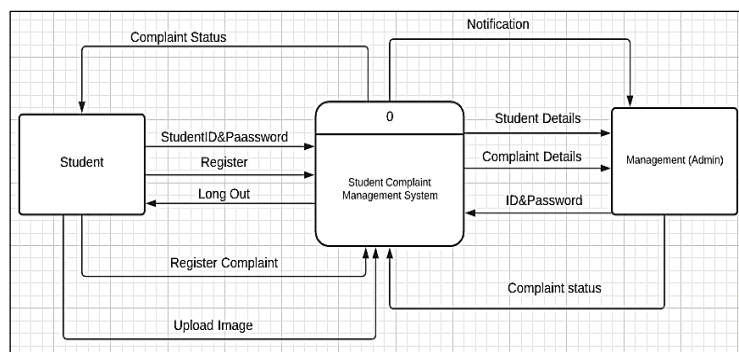 Notification
Complaint Status
0
Student Details
StudentID&Paassword
Complaint Details
Student
Register
Management (Admin)
Student Complaint
Management System
Long Out
ID&Password
Register Complaint
Complaint status
Upload Image